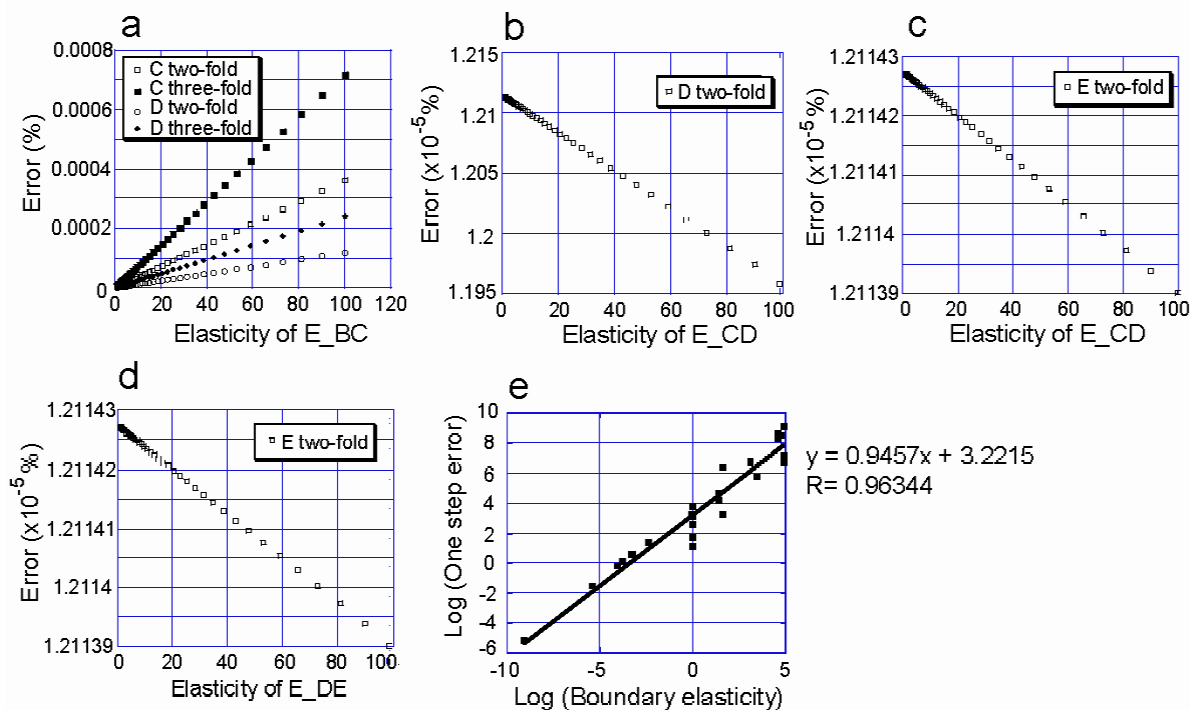 a
0.0008
0.0006
0.0004
0.0002
0
Error (%)
C two-fold
C three-fold
D two-fold
D three-fold
0 20 40 60 80 100 120
Elasticity of E_BC
b
1.215
1.21
1.205
1.2
1.195
Error (x10⁻⁵%)
D two-fold
0 20 40 60 80 100
Elasticity of E_CD
c
1.21143
1.21142
1.21141
1.2114
1.21139
Error (x10⁻⁵%)
E two-fold
0 20 40 60 80 100
Elasticity of E_CD
d
1.21143
1.21142
1.21141
1.2114
1.21139
Error (x10⁻⁵%)
E two-fold
0 20 40 60 80 100
Elasticity of E_DE
e
10
8
6
4
2
0
-2
-4
-6
Log (One step error)
-10 -5 0 5
Log (Boundary elasticity)
y = 0.9457x + 3.2215
R= 0.96344